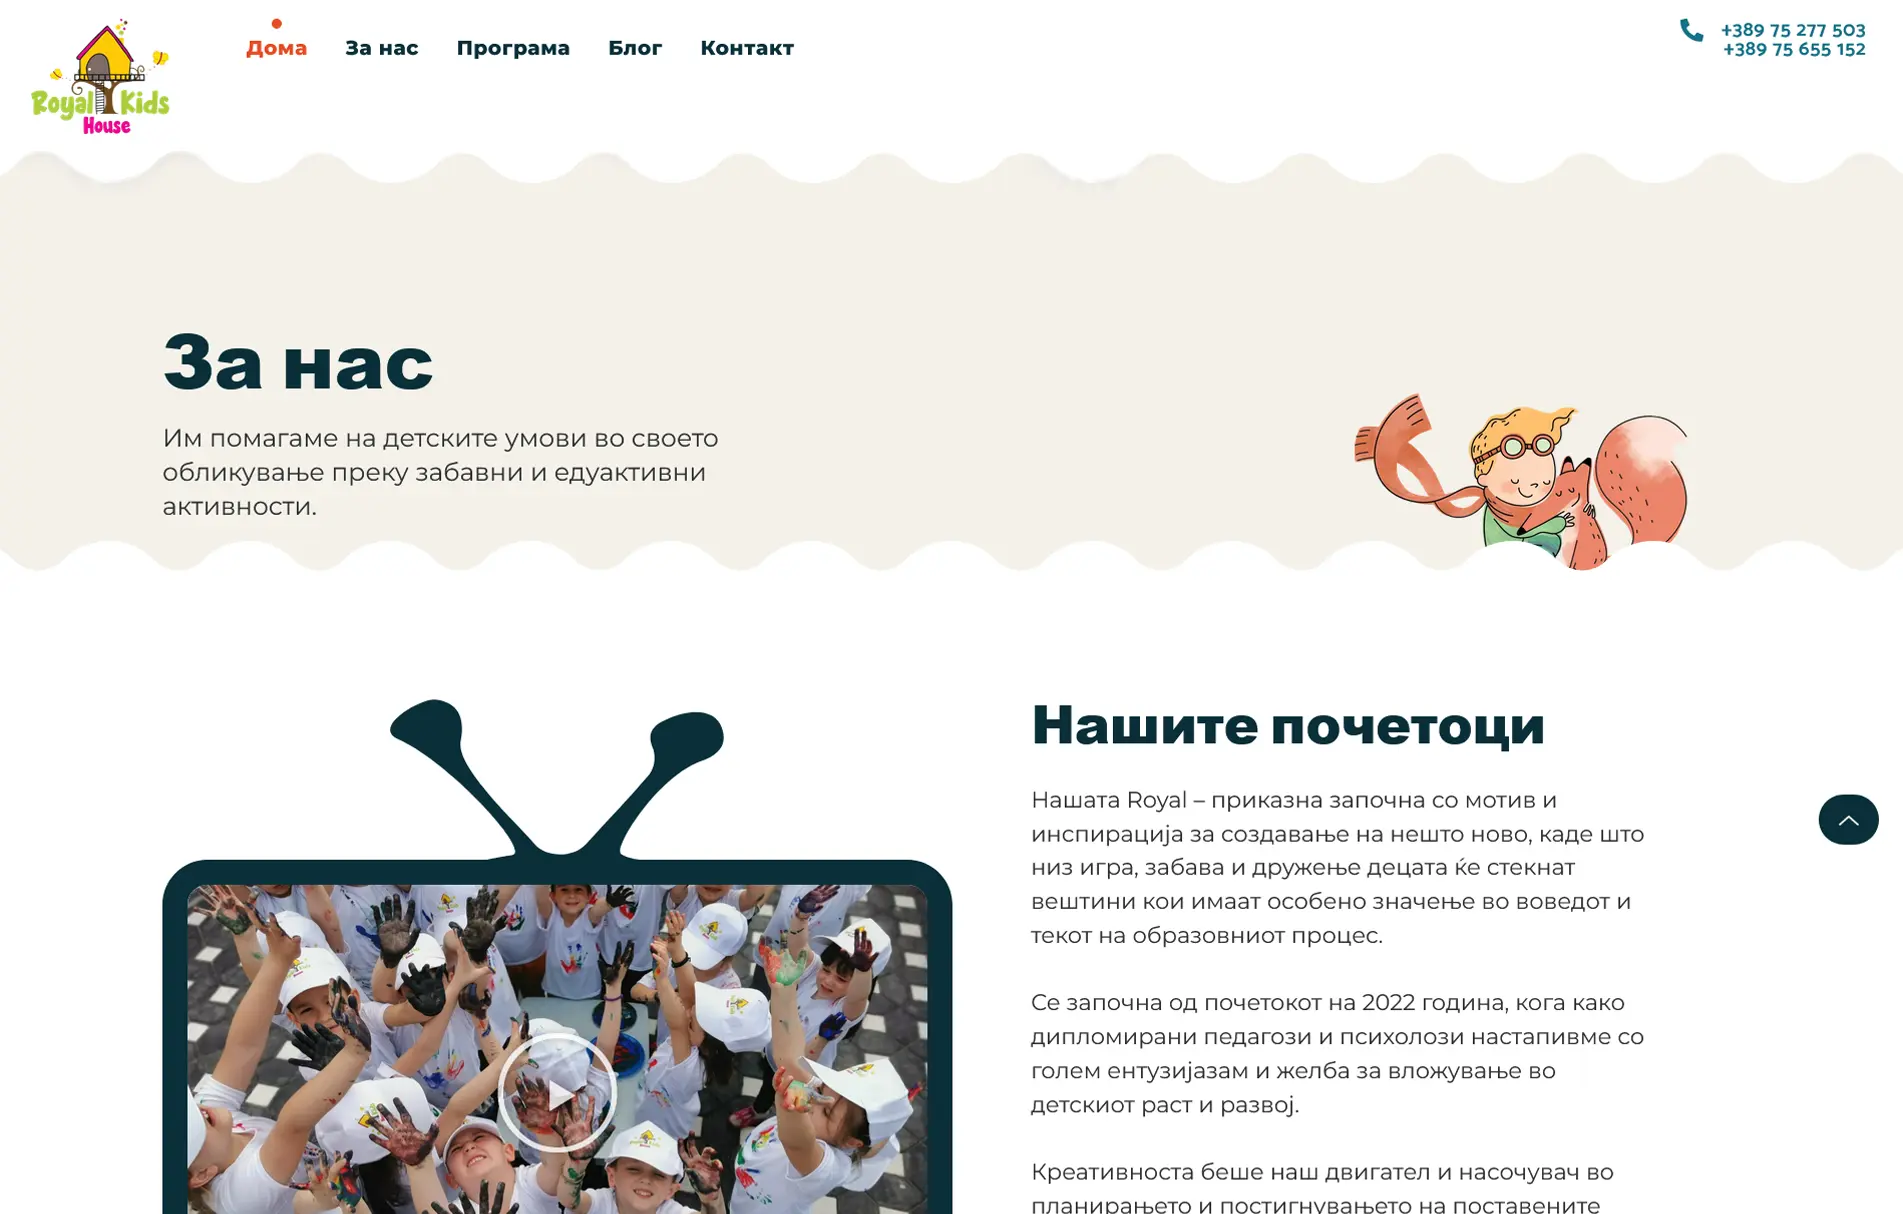 Royal Kids
House
Дома
За нас
Програма
Блог
Контакт
+389 75 277 503
+389 75 655 152
За нас
Им помагаме на детските умови во своето
обликување преку забавни и едуактивни
активности.
Нашите почетоци
Нашата Royal – приказна започна со мотив и
инспирација за создавање на нешто ново, каде што
низ игра, забава и дружење децата ќе стекнат
вештини кои имаат особено значење во воведот и
текот на образовниот процес.
Се започна од почетокот на 2022 година, кога како
дипломирани педагози и психолози настапивме со
голем ентузијазам и желба за вложување во
детскиот раст и развој.
Креативноста беше наш двигател и насочувач во
планирањето и постигнувањето на поставените